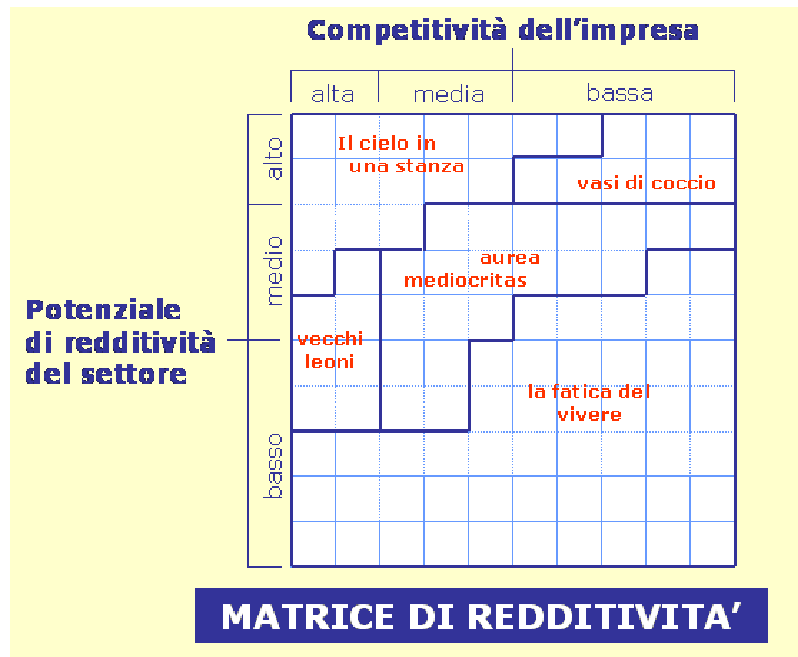 Competitività dell'impresa
alta media bassa
alto
Il cielo in
una stanza
vasi di coccio
medio
aurea
mediocritas
Potenziale
di redditività
del settore
vecchi
leoni
la fatica del
vivere
basso
MATRICE DI REDDITIVITA'